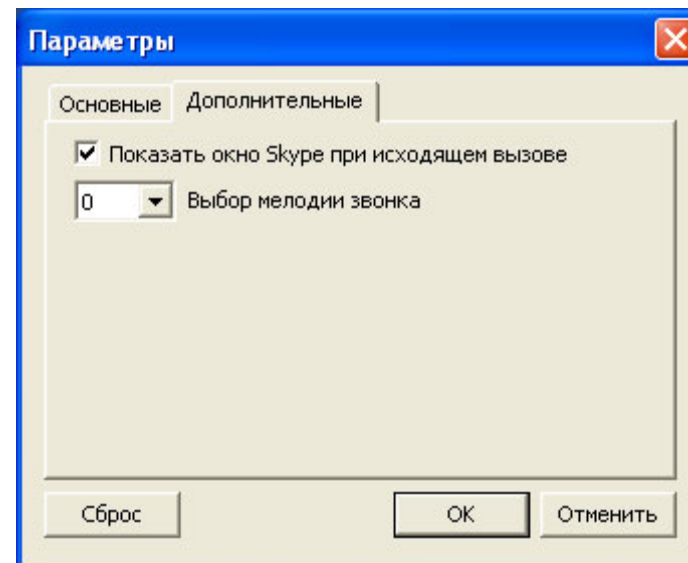 Параметры
Основные Дополнительные
Показать окно Skype при исходящем вызове
0 Выбор мелодии звонка
Сброс OK Отменить